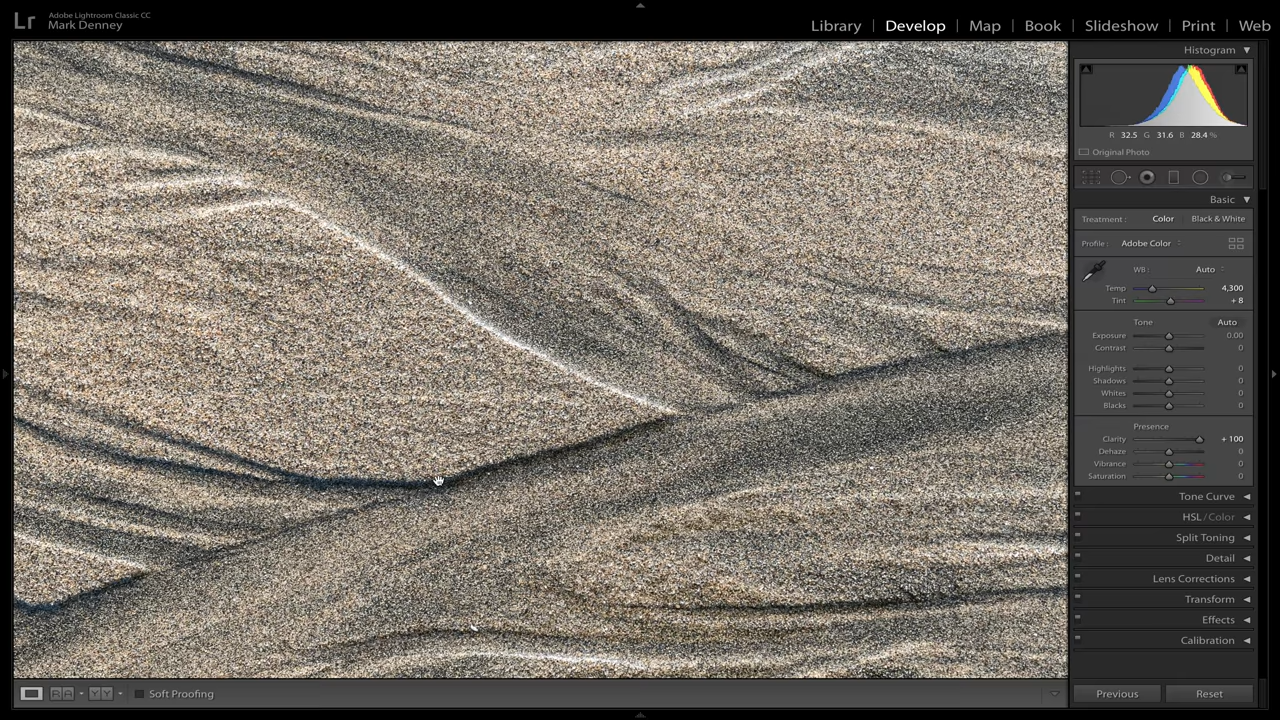 Lr
Adobe Lightroom Classic CC
Mark Denney
Library | Develop | Map | Book | Slideshow | Print | Web
Histogram
R 32.5 G 31.6 B 28.4 %
Original Photo
Basic
Treatment : Color Black & White
Profile : Adobe Color
WB : Auto
Temp 4,300
Tint + 8
Tone Auto
Exposure 0.00
Contrast 0
Highlights 0
Shadows 0
Whites 0
Blacks 0
Presence
Clarity + 100
Dehaze 0
Vibrance 0
Saturation 0
Tone Curve
HSL / Color
Split Toning
Detail
Lens Corrections
Transform
Effects
Calibration
R A Y Y Soft Proofing
Previous Reset